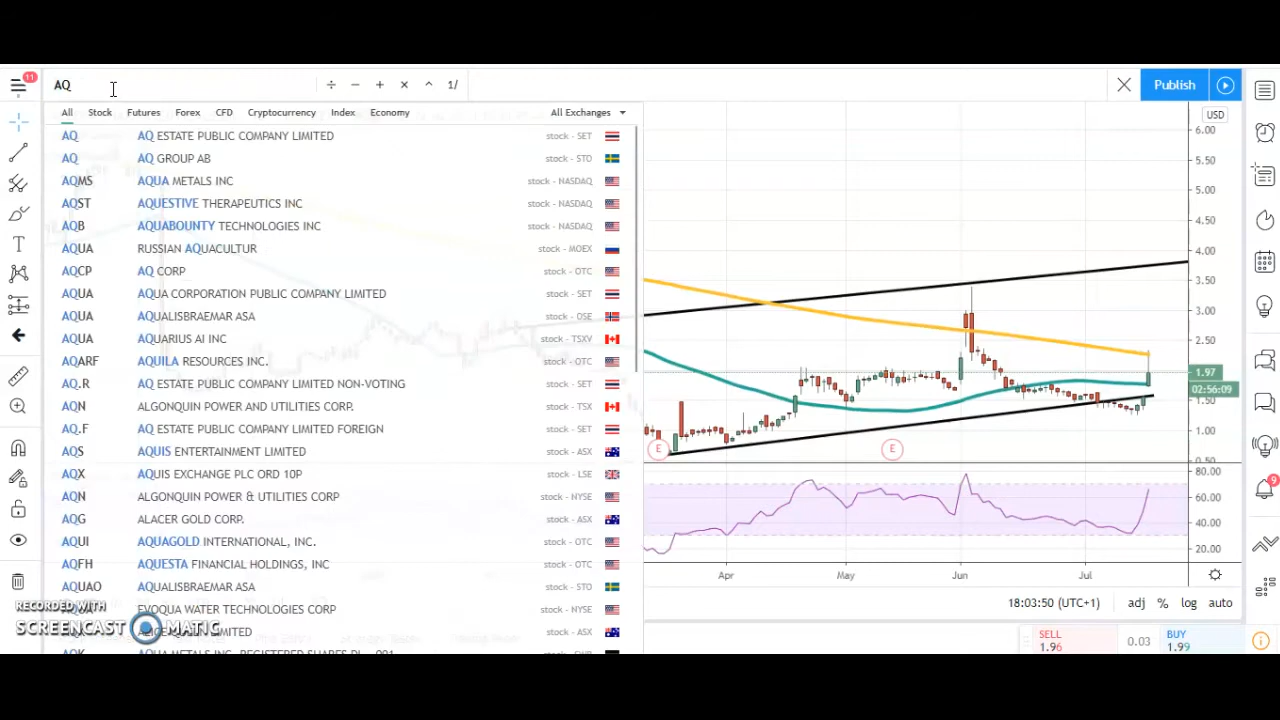 11
AQ
÷ − + × ^ 1/
Publish
All Stock Futures Forex CFD Cryptocurrency Index Economy All Exchanges
AQ AQ ESTATE PUBLIC COMPANY LIMITED stock - SET
AQ AQ GROUP AB stock - STO
AQMS AQUA METALS INC stock - NASDAQ
AQST AQUESTIVE THERAPEUTICS INC stock - NASDAQ
AQB AQUABOUNTY TECHNOLOGIES INC stock - NASDAQ
AQUA RUSSIAN AQUACULTUR stock - MOEX
AQCP AQ CORP stock - OTC
AQUA AQUA CORPORATION PUBLIC COMPANY LIMITED stock - SET
AQUA AQUALISBRAEMAR ASA stock - OSE
AQUA AQUARIUS AI INC stock - TSXV
AQARF AQUILA RESOURCES INC. stock - OTC
AQ.R AQ ESTATE PUBLIC COMPANY LIMITED NON-VOTING stock - SET
AQN ALGONQUIN POWER AND UTILITIES CORP. stock - TSX
AQ.F AQ ESTATE PUBLIC COMPANY LIMITED FOREIGN stock - SET
AQS AQUIS ENTERTAINMENT LIMITED stock - ASX
AQX AQUIS EXCHANGE PLC ORD 10P stock - LSE
AQN ALGONQUIN POWER & UTILITIES CORP stock - NYSE
AQG ALACER GOLD CORP. stock - ASX
AQUI AQUAGOLD INTERNATIONAL, INC. stock - OTC
AQFH AQUESTA FINANCIAL HOLDINGS, INC stock - OTC
AQUAO AQUALISBRAEMAR ASA stock - STO
EVOQUA WATER TECHNOLOGIES CORP stock - NYSE
LIMITED stock - ASX
RECORDED WITH
SCREENCAST MATIC
USD
6.00
5.50
5.00
4.50
4.00
3.50
3.00
2.50
1.97
02:56:09
1.50
1.00
0.50
E E
80.00
60.00
40.00
20.00
Apr May Jun Jul
18:03:50 (UTC+1) adj % log auto
SELL
1.96
0.03
BUY
1.99
9